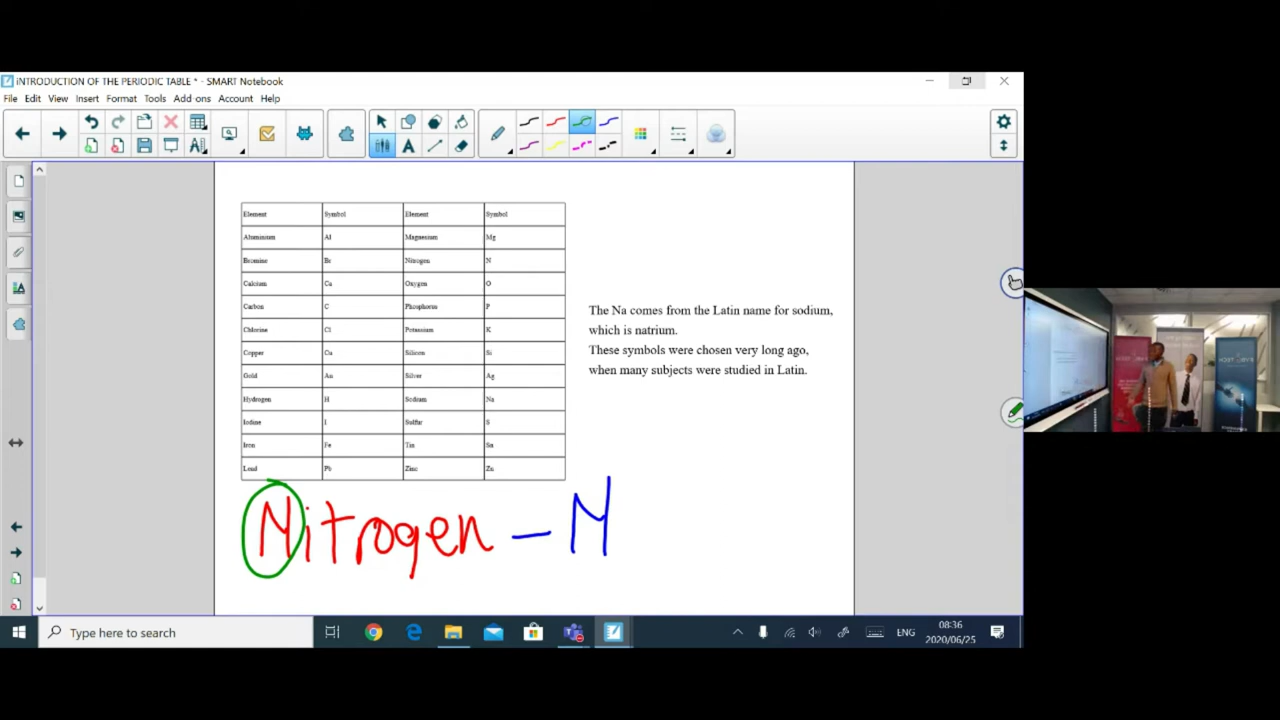 iNTRODUCTION OF THE PERIODIC TABLE * - SMART Notebook
File Edit View Insert Format Tools Add-ons Account Help
Element Symbol Element Symbol
Aluminium Al Magnesium Mg
Bromine Br Nitrogen N
Calcium Ca Oxygen O
Carbon C Phosphorus P
Chlorine Cl Potassium K
Copper Cu Silicon Si
Gold Au Silver Ag
Hydrogen H Sodium Na
Iodine I Sulfur S
Iron Fe Tin Sn
Lead Pb Zinc Zn
The Na comes from the Latin name for sodium,
which is natrium.
These symbols were chosen very long ago,
when many subjects were studied in Latin.
Nitrogen – N
Type here to search
ENG
08:36
2020/06/25